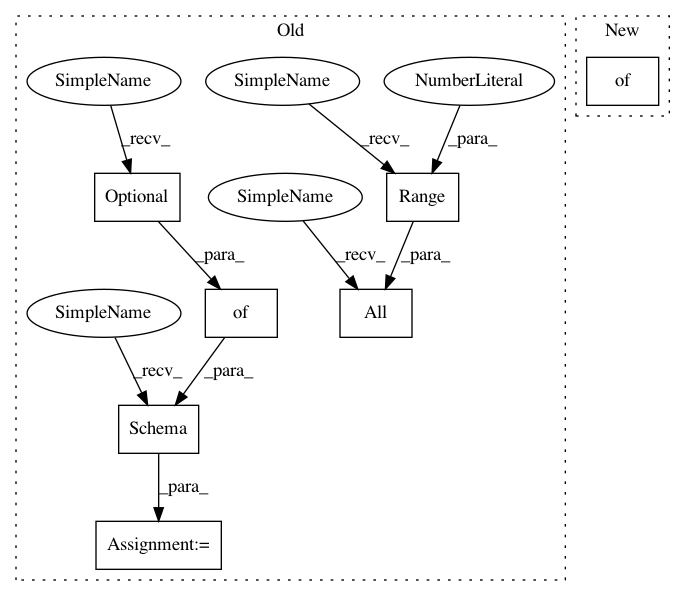 Old
New
SimpleName
SimpleName
NumberLiteral
of
_recv_
_recv_
_para_
Optional
SimpleName
Range
_para_
_recv_
_para_
SimpleName
of
All
_recv_
_para_
Schema
_para_
Assignment:=